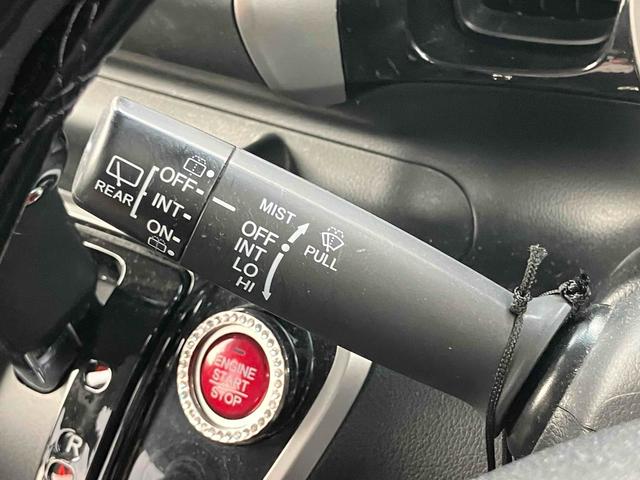 REAR
OFF
INT
ON
MIST
OFF
INT
LO
HI
PULL
ENGINE
START
STOP
R